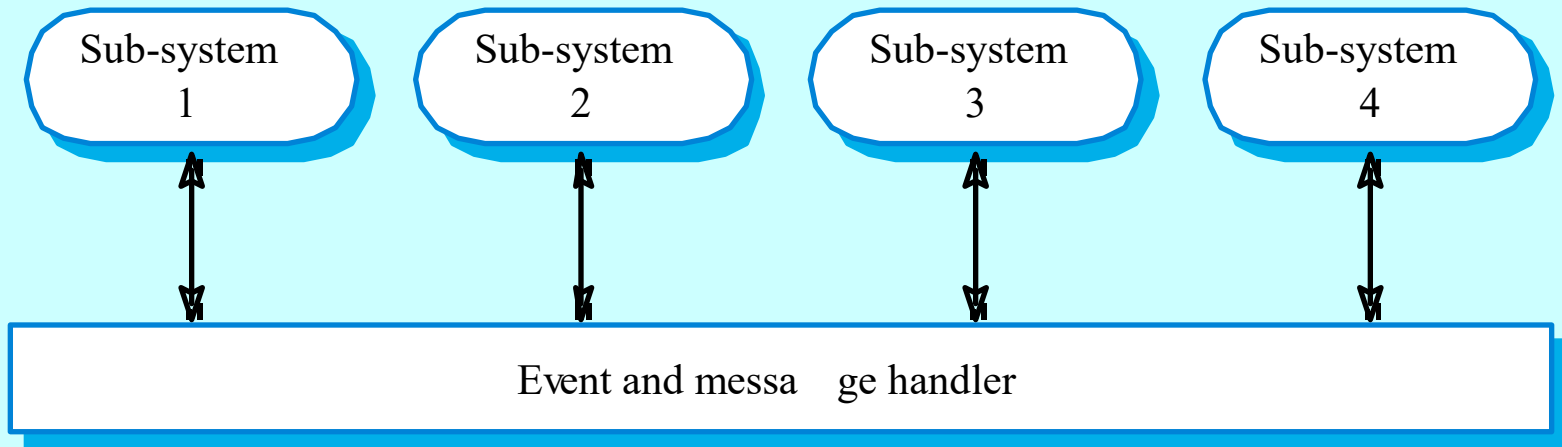 Sub-system
1
Sub-system
2
Sub-system
3
Sub-system
4
Event and messa ge handler